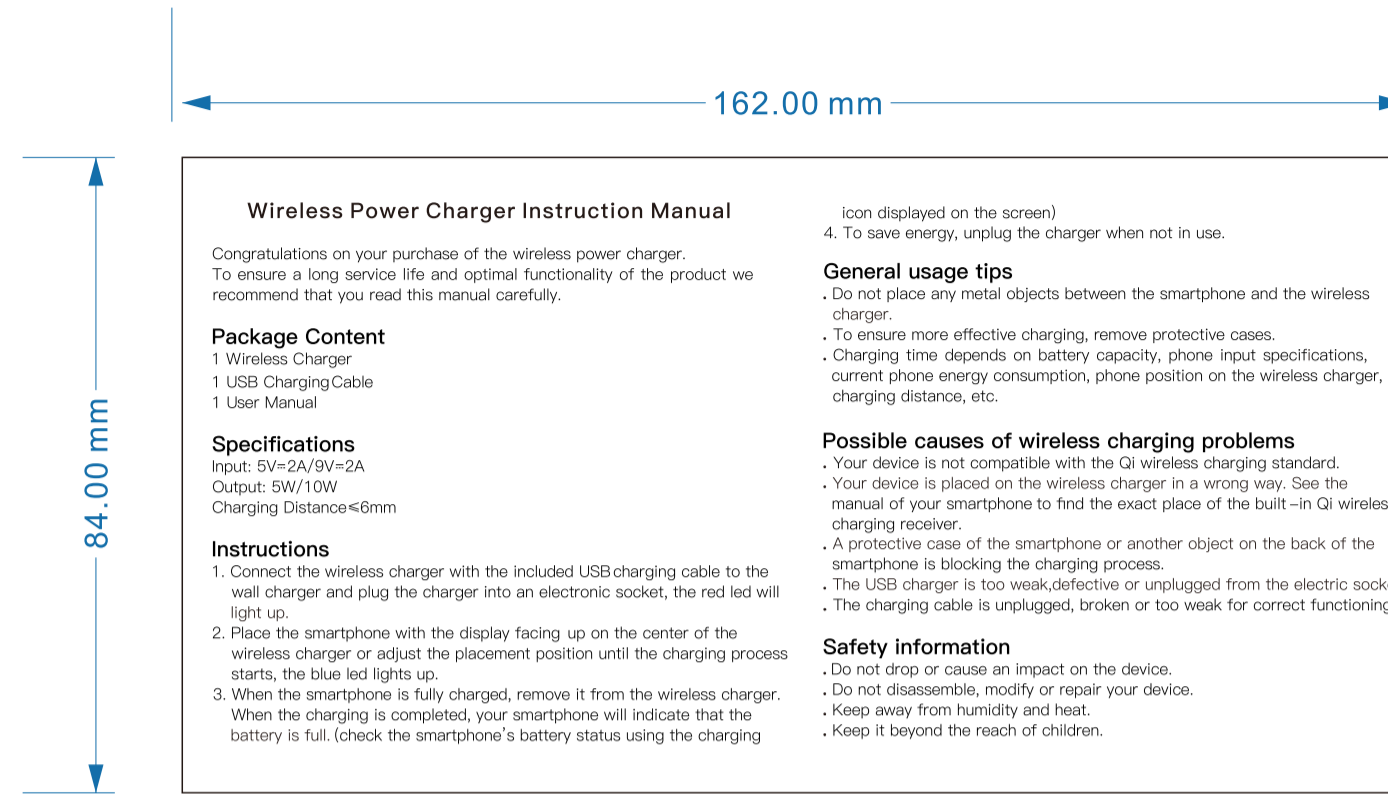 162.00 mm
84.00 mm
Wireless Power Charger Instruction Manual
Congratulations on your purchase of the wireless power charger.
To ensure a long service life and optimal functionality of the product we
recommend that you read this manual carefully.
Package Content
1 Wireless Charger
1 USB Charging Cable
1 User Manual
Specifications
Input: 5V=2A/9V=2A
Output: 5W/10W
Charging Distance≤6mm
Instructions
1. Connect the wireless charger with the included USB charging cable to the
wall charger and plug the charger into an electronic socket, the red led will
light up.
2. Place the smartphone with the display facing up on the center of the
wireless charger or adjust the placement position until the charging process
starts, the blue led lights up.
3. When the smartphone is fully charged, remove it from the wireless charger.
When the charging is completed, your smartphone will indicate that the
battery is full. (check the smartphone's battery status using the charging
icon displayed on the screen)
4. To save energy, unplug the charger when not in use.
General usage tips
. Do not place any metal objects between the smartphone and the wireless
charger.
. To ensure more effective charging, remove protective cases.
. Charging time depends on battery capacity, phone input specifications,
current phone energy consumption, phone position on the wireless charger,
charging distance, etc.
Possible causes of wireless charging problems
. Your device is not compatible with the Qi wireless charging standard.
. Your device is placed on the wireless charger in a wrong way. See the
manual of your smartphone to find the exact place of the built–in Qi
charging receiver.
. A protective case of the smartphone or another object on the back of the
smartphone is blocking the charging process.
. The USB charger is too weak,defective or unplugged from the electric
. The charging cable is unplugged, broken or too weak for correct functioning
Safety information
. Do not drop or cause an impact on the device.
. Do not disassemble, modify or repair your device.
. Keep away from humidity and heat.
. Keep it beyond the reach of children.